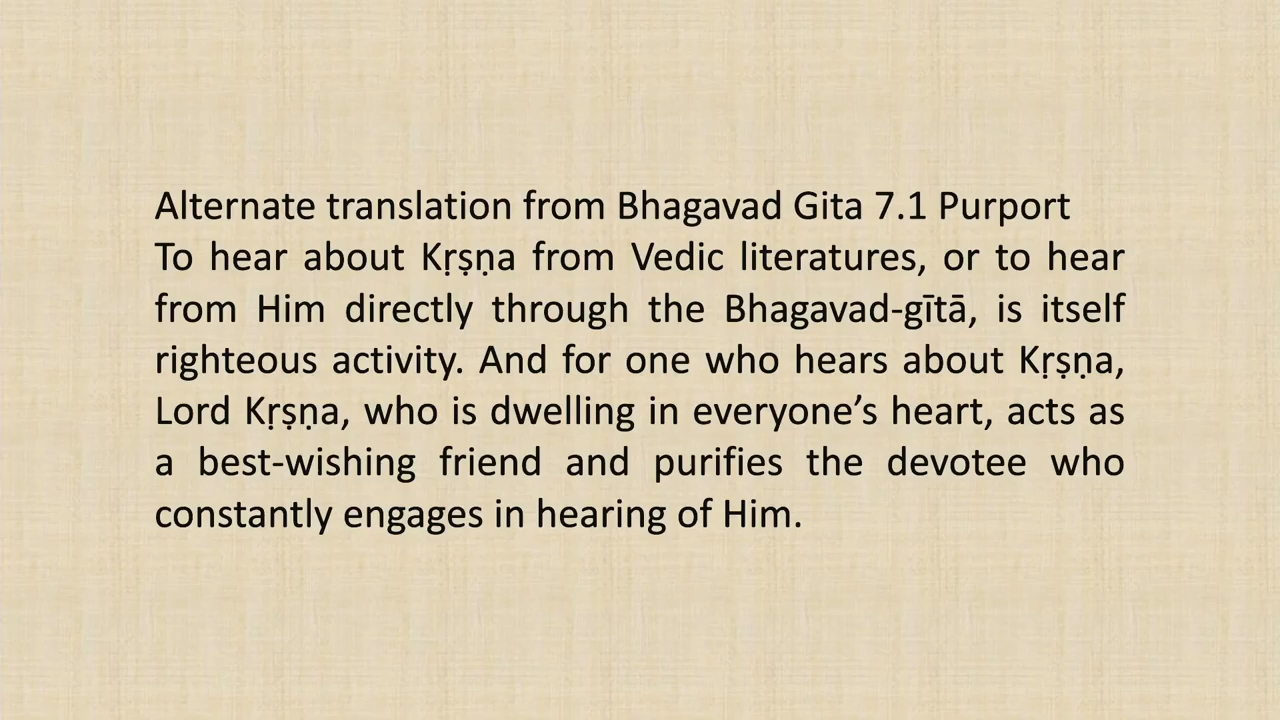 Alternate translation from Bhagavad Gita 7.1 Purport
To hear about Kṛṣṇa from Vedic literatures, or to hear
from Him directly through the Bhagavad-gītā, is itself
righteous activity. And for one who hears about Kṛṣṇa,
Lord Kṛṣṇa, who is dwelling in everyone’s heart, acts as
a best-wishing friend and purifies the devotee who
constantly engages in hearing of Him.